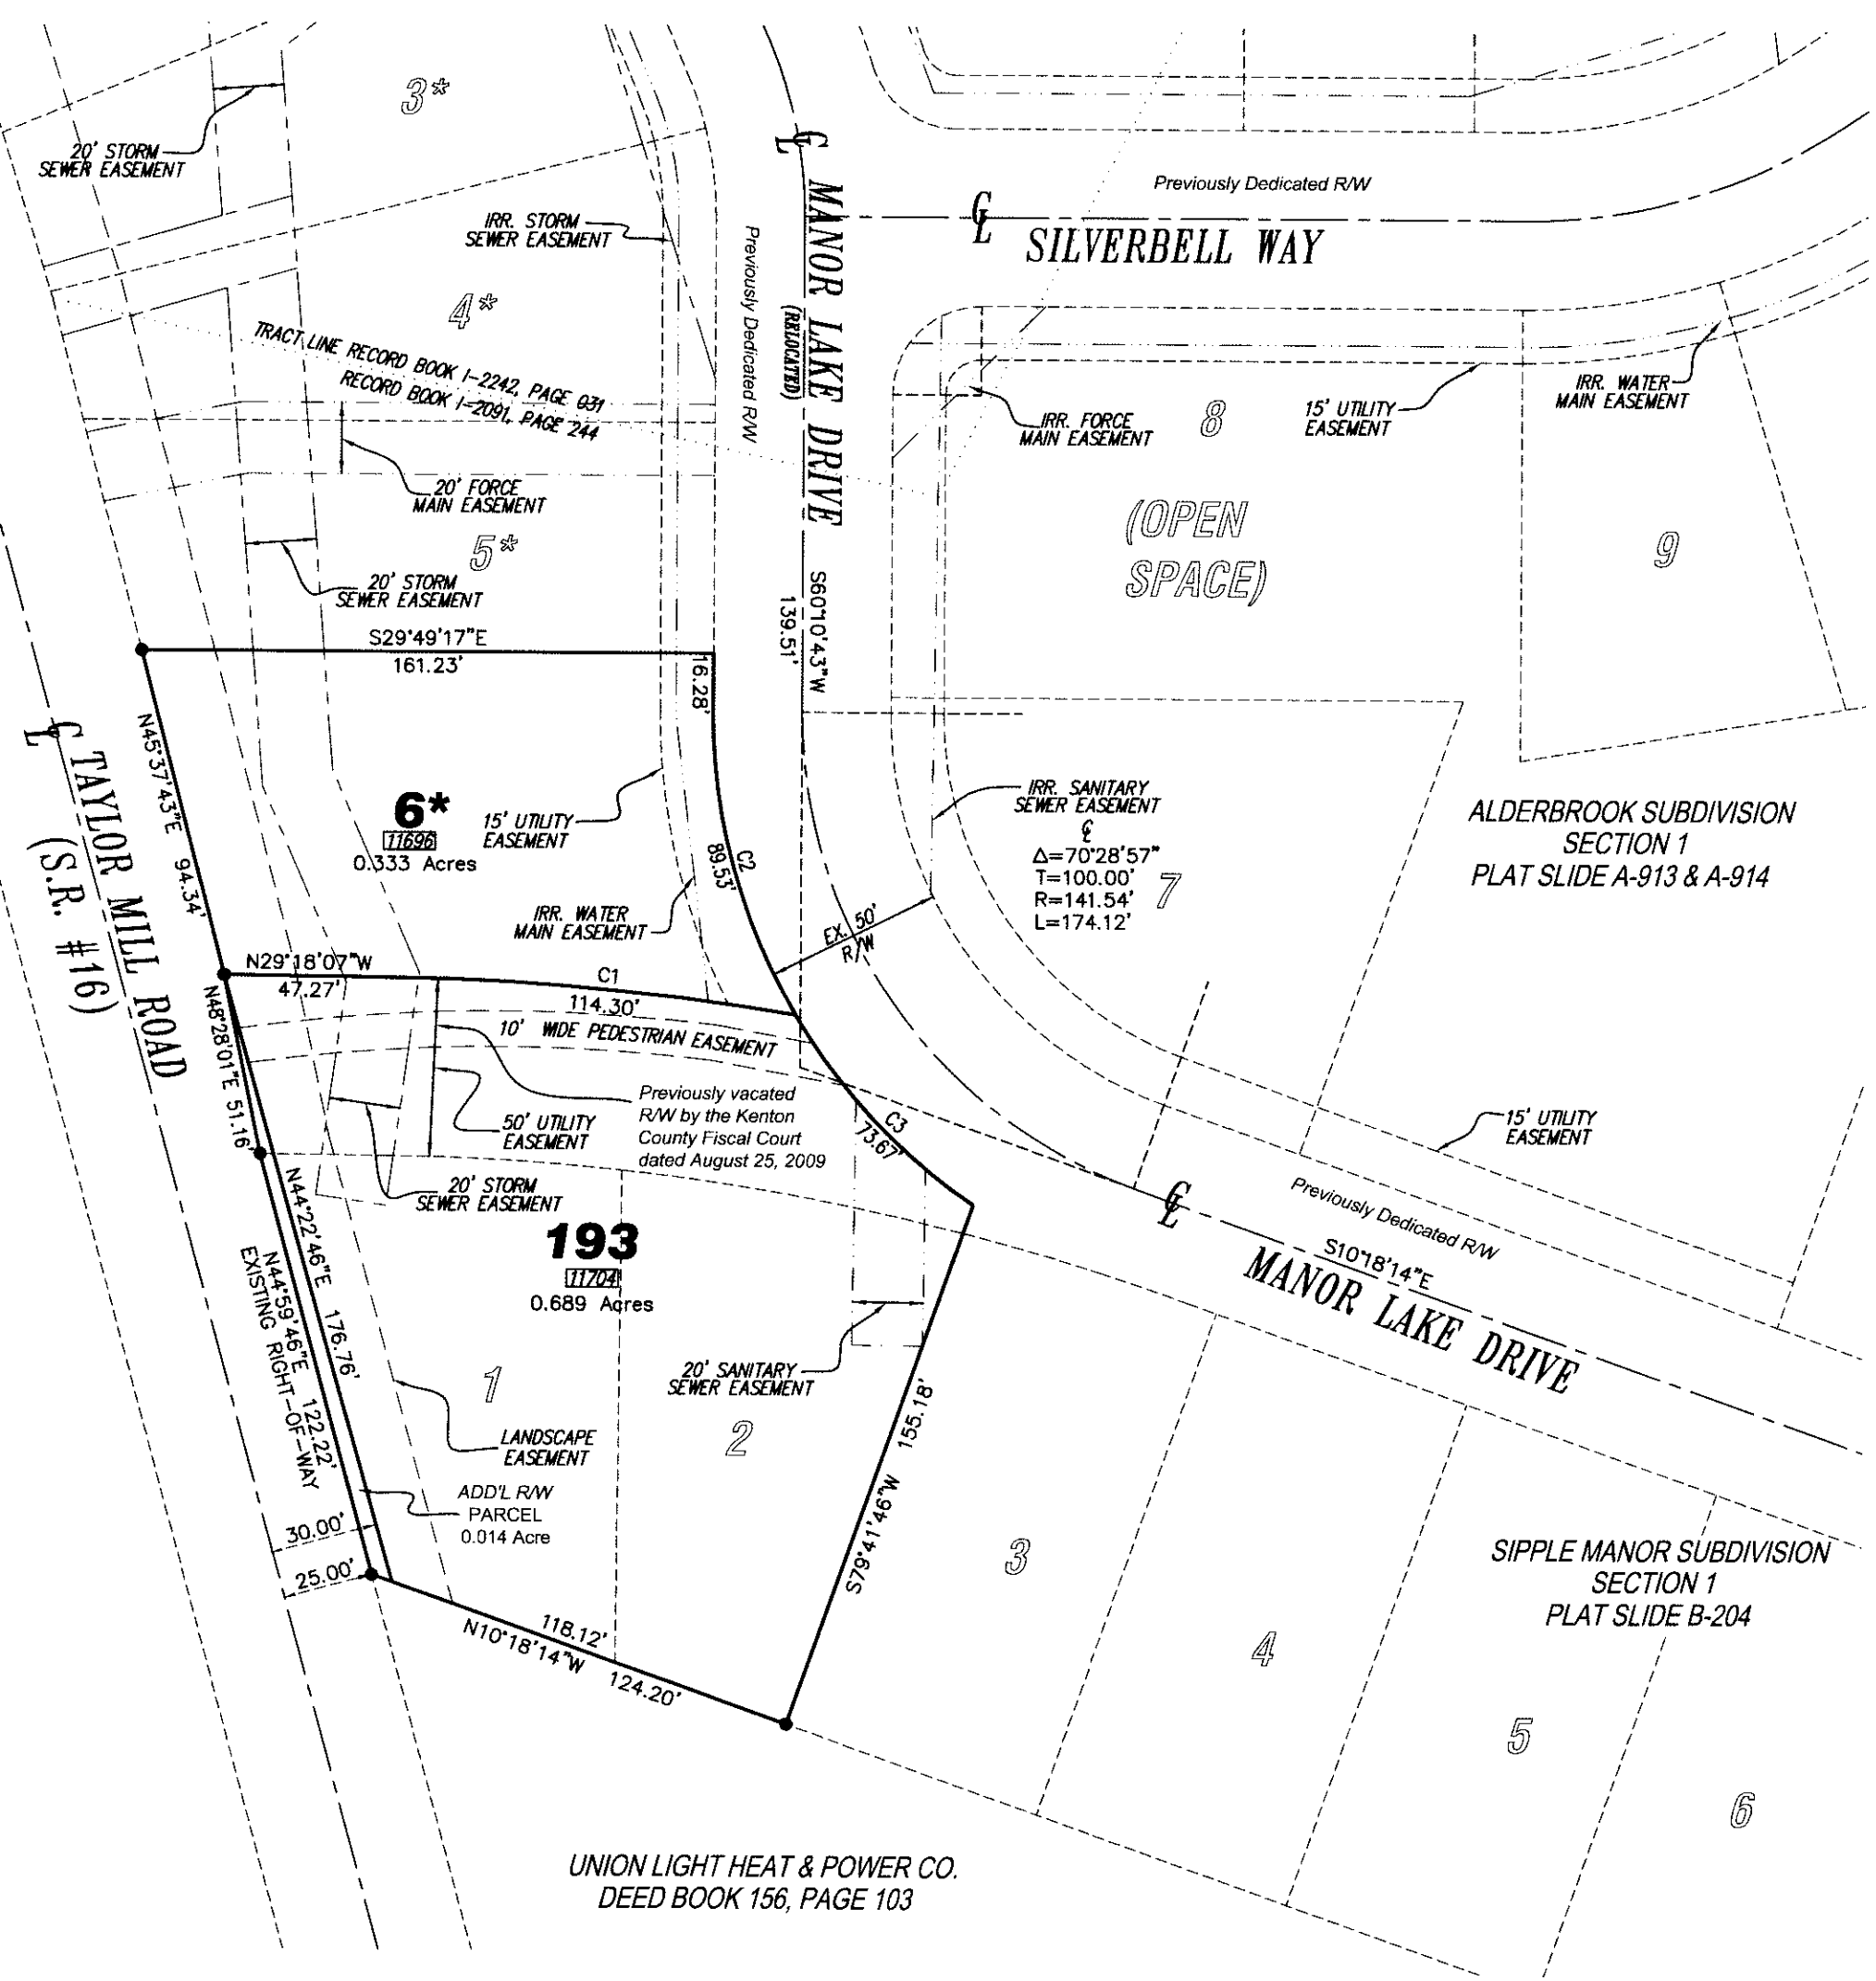 3*
20' STORM
SEWER EASEMENT
IRR. STORM
SEWER EASEMENT
Previously Dedicated R/W
CL
MANOR LAKE DRIVE
(RELOCATED)
Previously Dedicated R/W
CL
SILVERBELL WAY
4*
TRACT LINE RECORD BOOK I-2242, PAGE 031
RECORD BOOK I-2091, PAGE 244
20' FORCE
MAIN EASEMENT
5*
20' STORM
SEWER EASEMENT
IRR. FORCE
MAIN EASEMENT
8
15' UTILITY
EASEMENT
IRR. WATER
MAIN EASEMENT
(OPEN
SPACE)
9
S60°10'43"W
139.51'
S29°49'17"E
161.23'
16.28'
N45°37'43"E 94.34'
CL
TAYLOR MILL ROAD
(S.R. #16)
6*
11696
0.333 Acres
15' UTILITY
EASEMENT
C2
89.53'
IRR. WATER
MAIN EASEMENT
IRR. SANITARY
SEWER EASEMENT
CL
Δ=70°28'57"
T=100.00'
R=141.54'
L=174.12'
7
EX. 50'
R/W
ALDERBROOK SUBDIVISION
SECTION 1
PLAT SLIDE A-913 & A-914
N29°18'07"W
47.27'
C1
114.30'
10' WIDE PEDESTRIAN EASEMENT
N48°28'01"E 51.16'
50' UTILITY
EASEMENT
Previously vacated
R/W by the Kenton
County Fiscal Court
dated August 25, 2009
C3
73.67'
20' STORM
SEWER EASEMENT
15' UTILITY
EASEMENT
193
11704
0.689 Acres
N44°22'46"E 176.76'
N44°59'46"E 122.22'
EXISTING RIGHT-OF-WAY
CL
Previously Dedicated R/W
S10°18'14"E
MANOR LAKE DRIVE
20' SANITARY
SEWER EASEMENT
1
2
LANDSCAPE
EASEMENT
ADD'L R/W
PARCEL
0.014 Acre
30.00'
25.00'
S79°41'46"W 155.18'
118.12'
N10°18'14"W 124.20'
3
4
5
6
SIPPLE MANOR SUBDIVISION
SECTION 1
PLAT SLIDE B-204
UNION LIGHT HEAT & POWER CO.
DEED BOOK 156, PAGE 103